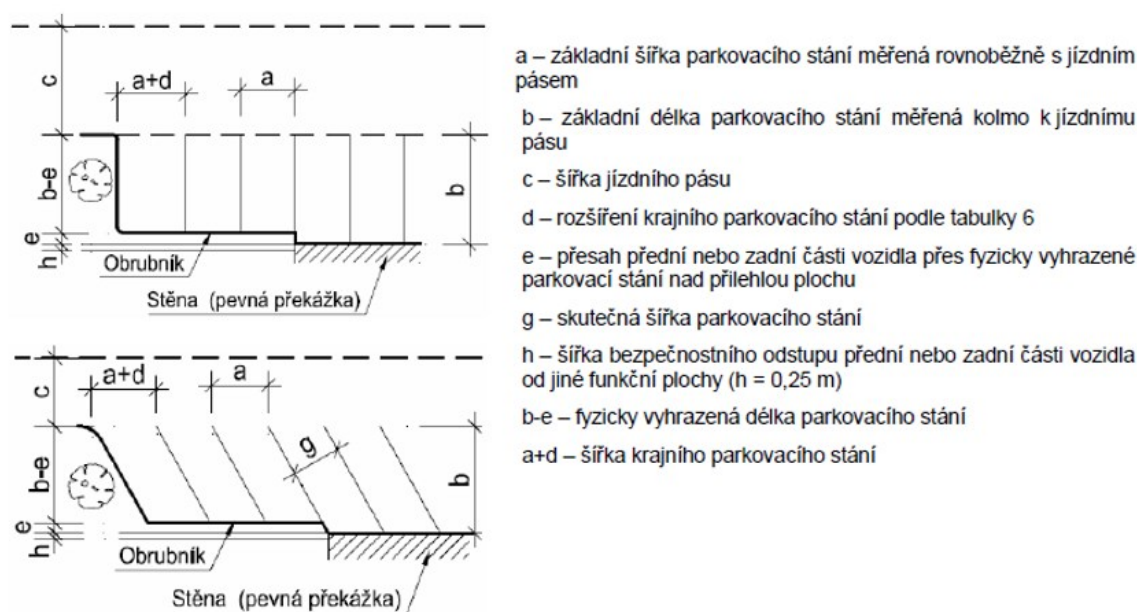 c
a+d
a
b-e
b
e
h
Obrubník
Stěna (pevná překážka)
c
a+d
a
g
b-e
b
e
h
Obrubník
Stěna (pevná překážka)
a – základní šířka parkovacího stání měřená rovnoběžně s jízdním
pásem
b – základní délka parkovacího stání měřená kolmo k jízdnímu
pásu
c – šířka jízdního pásu
d – rozšíření krajního parkovacího stání podle tabulky 6
e – přesah přední nebo zadní části vozidla přes fyzicky vyhrazené
parkovací stání nad přilehlou plochu
g – skutečná šířka parkovacího stání
h – šířka bezpečnostního odstupu přední nebo zadní části vozidla
od jiné funkční plochy (h = 0,25 m)
b-e – fyzicky vyhrazená délka parkovacího stání
a+d – šířka krajního parkovacího stání